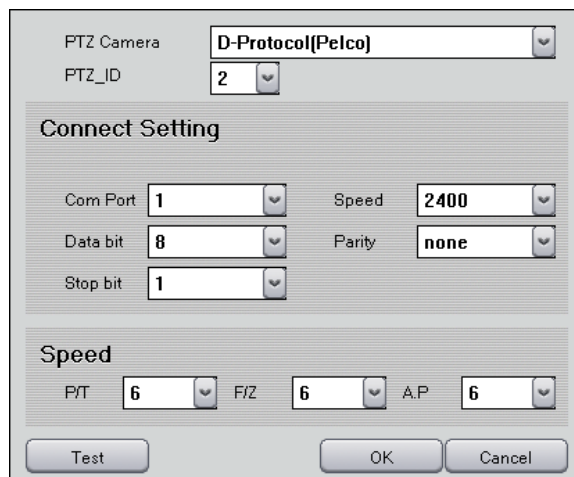 PTZ Camera D-Protocol(Pelco)
PTZ_ID 2
Connect Setting
Com Port 1 Speed 2400
Data bit 8 Parity none
Stop bit 1
Speed
P/T 6 F/Z 6 A.P 6
Test OK Cancel